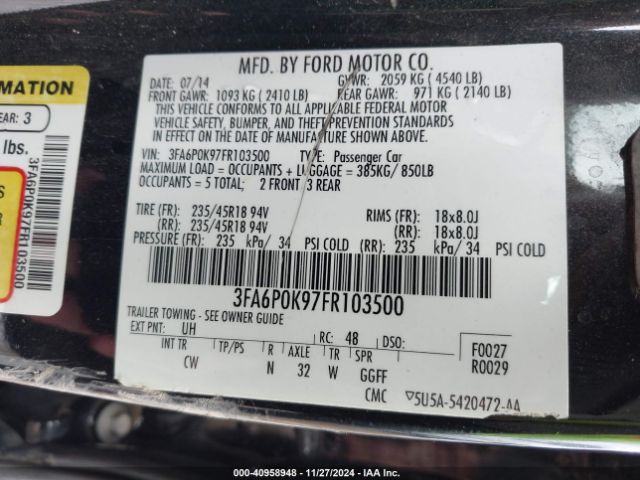 MFD. BY FORD MOTOR CO.
DATE: 07/14 GVWR: 2059 KG ( 4540 LB)
FRONT GAWR: 1093 KG ( 2410 LB) REAR GAWR: 971 KG ( 2140 LB)
THIS VEHICLE CONFORMS TO ALL APPLICABLE FEDERAL MOTOR
VEHICLE SAFETY, BUMPER, AND THEFT PREVENTION STANDARDS
IN EFFECT ON THE DATE OF MANUFACTURE SHOWN ABOVE.
VIN: 3FA6P0K97FR103500 TYPE: Passenger Car
MAXIMUM LOAD = OCCUPANTS + LUGGAGE = 385KG/ 850LB
OCCUPANTS = 5 TOTAL; 2 FRONT 3 REAR
TIRE (FR): 235/45R18 94V RIMS (FR): 18x8.0J
(RR): 235/45R18 94V (RR): 18x8.0J
PRESSURE (FR): 235 kPa/ 34 PSI COLD (RR): 235 kPa/ 34 PSI COLD
3FA6P0K97FR103500
TRAILER TOWING - SEE OWNER GUIDE
EXT PNT: UH RC: 48 DSO: F0027
R0029
INT TR TP/PS R AXLE TR SPR
CW N 32 W GGFF
CMC ▽5U5A-5420472-AA
RMATION
EAR: 3
lbs.
3FA6P0K97FR103500
000-40958948 - 11/27/2024 - IAA Inc.